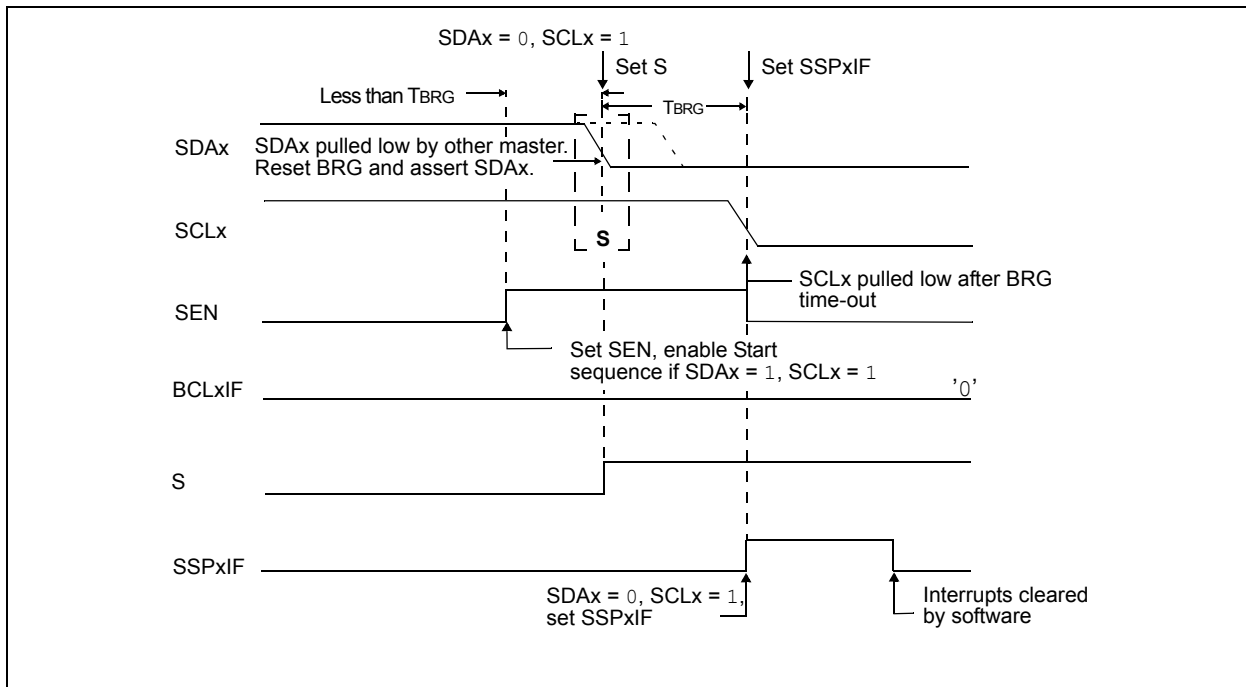 SDAx = 0, SCLx = 1
Set S
Set SSPxIF
Less than TBRG
TBRG
SDAx
SDAx pulled low by other master.
Reset BRG and assert SDAx.
SCLx
S
SCLx pulled low after BRG
time-out
SEN
Set SEN, enable Start
sequence if SDAx = 1, SCLx = 1
BCLxIF
'0'
S
SSPxIF
SDAx = 0, SCLx = 1,
set SSPxIF
Interrupts cleared
by software